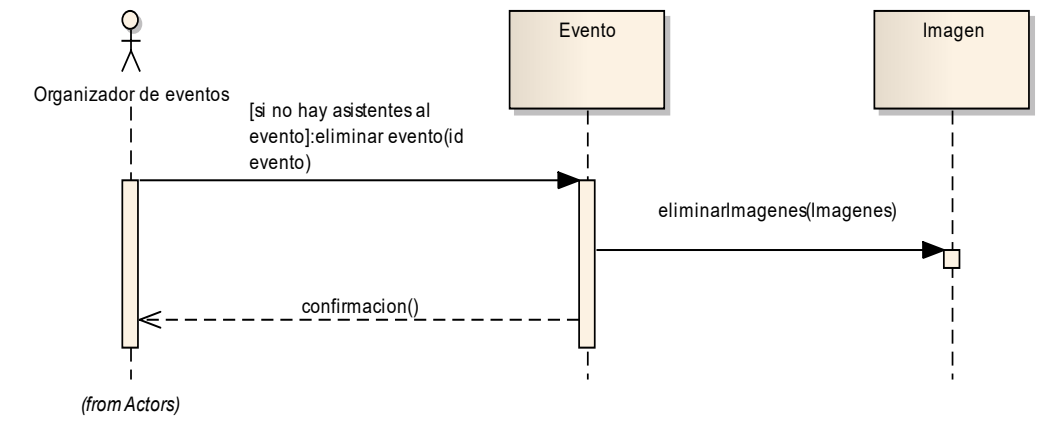 Evento
Imagen
Organizador de eventos
[si no hay asistentes al
evento]:eliminar evento(id
evento)
eliminarImagenes(Imagenes)
confirmacion()
(from Actors)